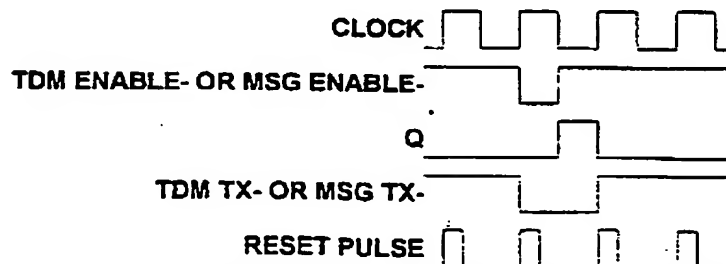 CLOCK
TDM ENABLE- OR MSG ENABLE-
Q
TDM TX- OR MSG TX-
RESET PULSE